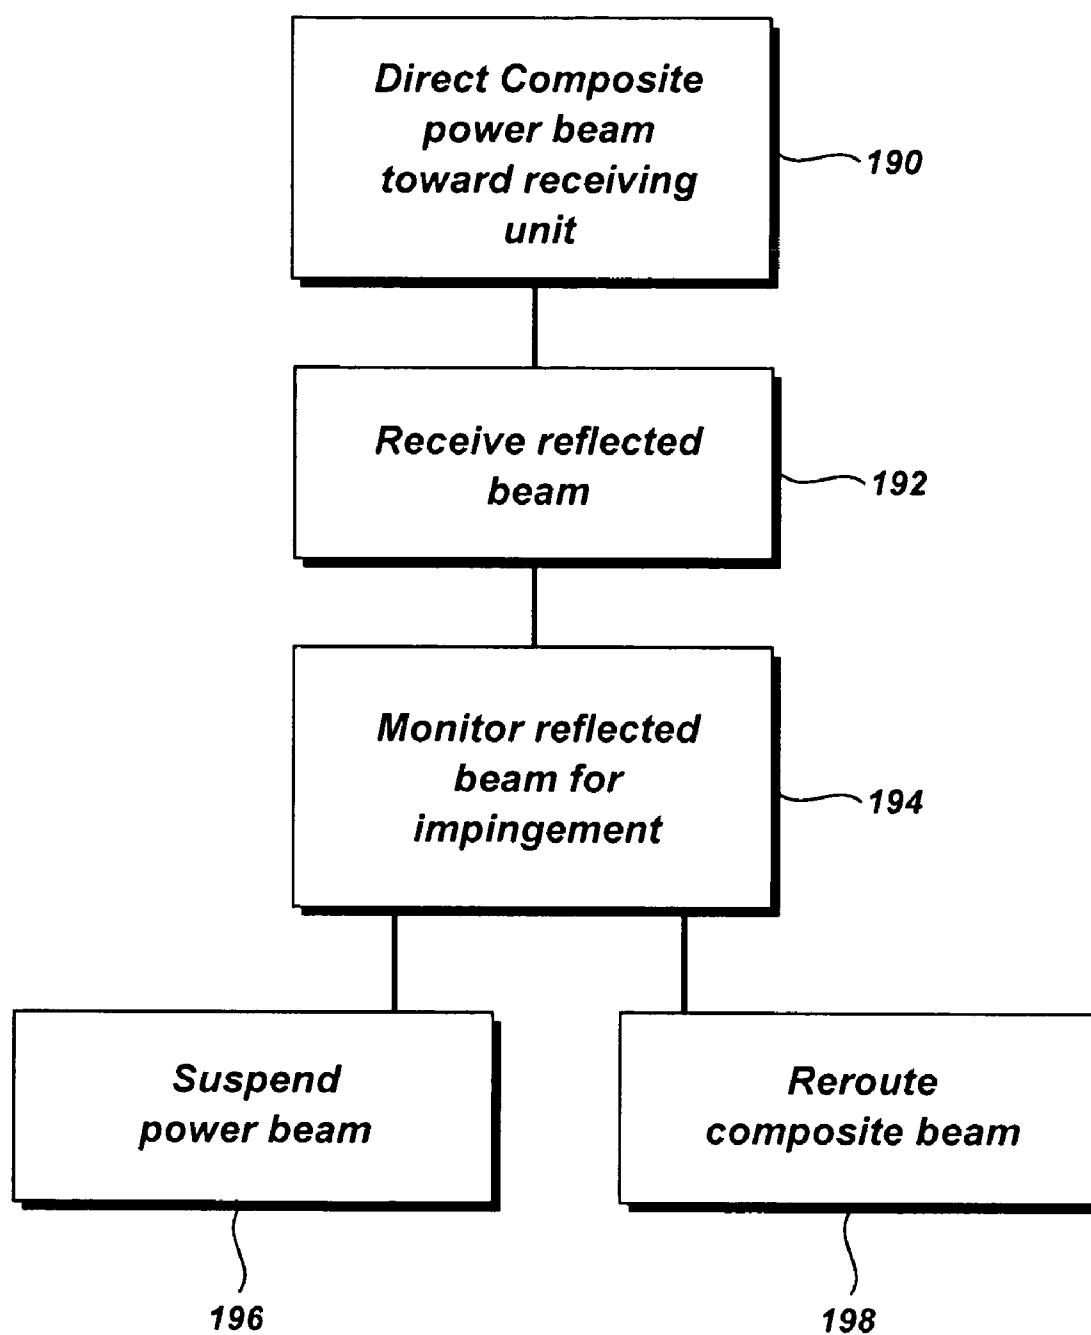 Direct Composite
power beam
toward receiving
unit
190
Receive reflected
beam
192
Monitor reflected
beam for
impingement
194
Suspend
power beam
Reroute
composite beam
196
198